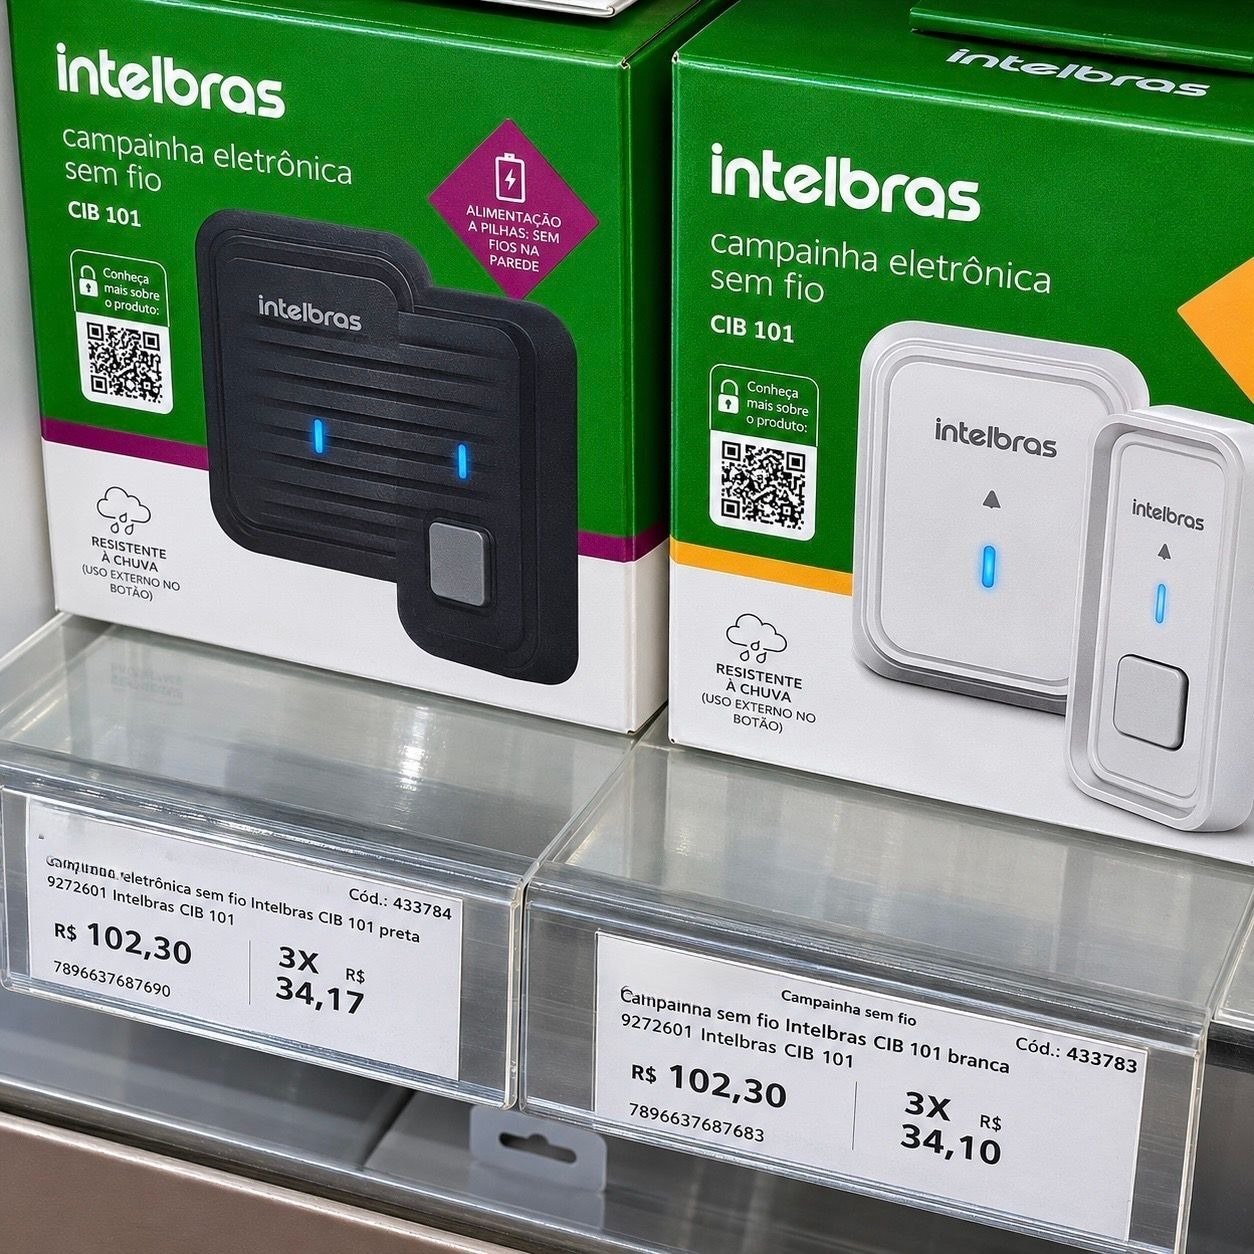 intelbras
campainha eletrônica
sem fio
CIB 101
ALIMENTAÇÃO
A PILHAS: SEM
FIOS NA
PAREDE
Conheça
mais sobre
o produto:
intelbras
RESISTENTE
À CHUVA
(USO EXTERNO NO
BOTÃO)
intelbras
intelbras
campainha eletrônica
sem fio
CIB 101
Conheça
mais sobre
o produto:
intelbras
intelbras
RESISTENTE
À CHUVA
(USO EXTERNO NO
BOTÃO)
eletrônica sem fio Intelbras CIB 101 preta
Cód.: 433784
9272601 Intelbras CIB 101
R$ 102,30
3X R$
34,17
7896637687690
Campainha sem fio
Campainha sem fio Intelbras CIB 101 branca
Cód.: 433783
9272601 Intelbras CIB 101
R$ 102,30
3X R$
34,10
7896637687683